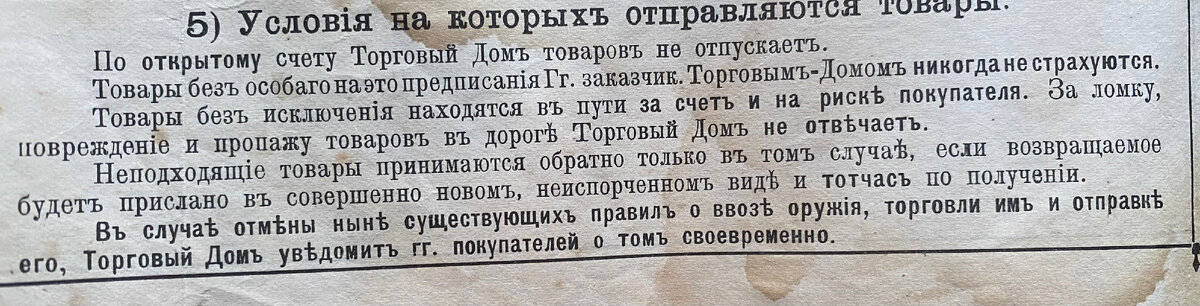 5) Условія на которыхъ отправляются товары.
По открытому счету Торговый Домъ товаровъ не отпускаетъ.
Товары безъ особаго на это предписанія Гг. заказчик. Торговымъ-Домомъ никогда не страхуются.
Товары безъ исключенія находятся въ пути за счетъ и на рискѣ покупателя. За ломку,
поврежденіе и пропажу товаровъ въ дорогѣ Торговый Домъ не отвѣчаетъ.
Неподходящіе товары принимаются обратно только въ томъ случаѣ, если возвращаемое
будетъ прислано въ совершенно новомъ, неиспорченномъ видѣ и тотчасъ по полученіи.
Въ случаѣ отмѣны нынѣ существующихъ правилъ о ввозѣ оружія, торговли имъ и отправкѣ
его, Торговый Домъ увѣдомитъ гг. покупателей о томъ своевременно.